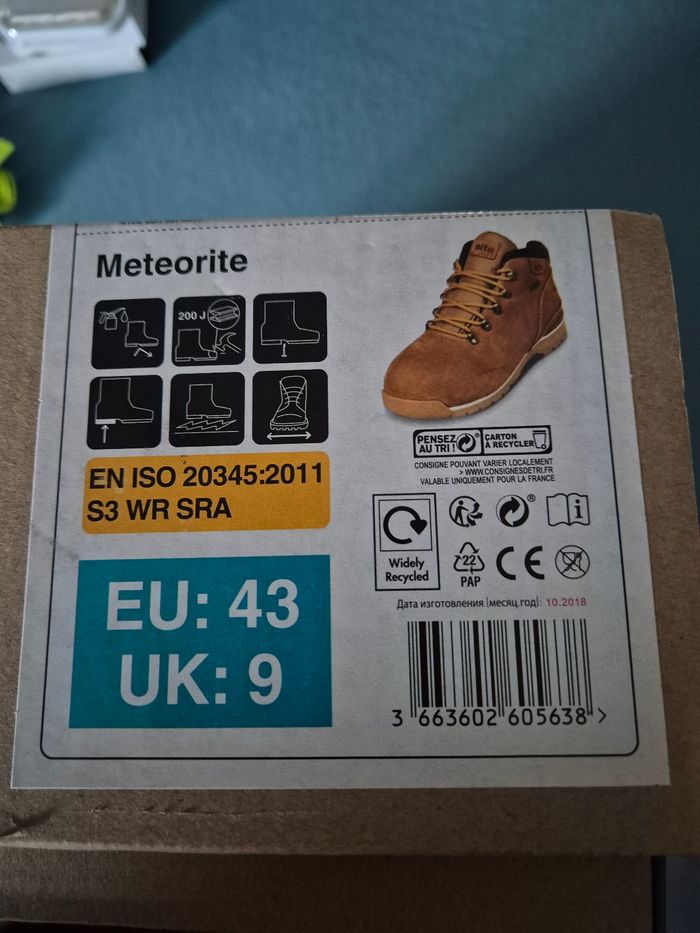 Meteorite
site
200 J
EN ISO 20345:2011
S3 WR SRA
EU: 43
UK: 9
PENSEZ
AU TRI !
CARTON
À RECYCLER
CONSIGNE POUVANT VARIER LOCALEMENT
> WWW.CONSIGNESDETRI.FR
VALABLE UNIQUEMENT POUR LA FRANCE
Widely
Recycled
®
i
22
PAP
CE
Дата изготовления (месяц.год): 10.2018
3 663602 605638 >